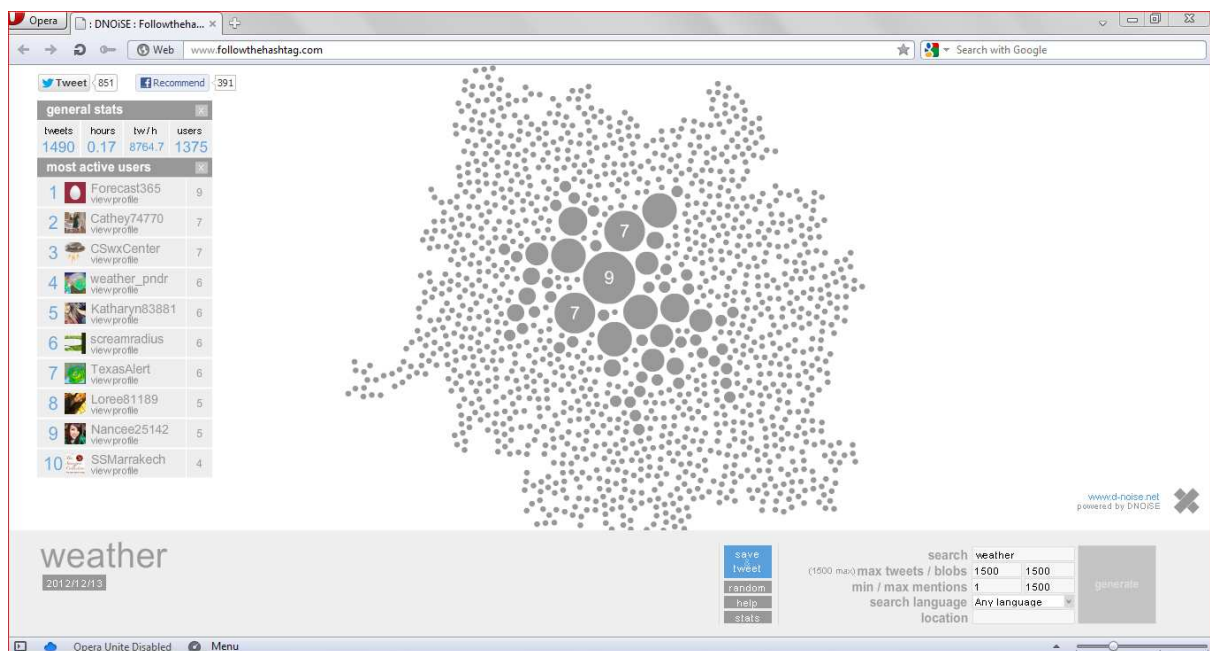 Opera
: DNOiSE : Followtheha...
Web
www.followthehashtag.com
Search with Google
Tweet 851
Recommend 391
general stats
tweets hours tw/h users
1490 0.17 8764.7 1375
most active users
1 Forecast365 9
view profile
2 Cathey74770 7
view profile
3 CSwxCenter 7
view profile
4 weather_pndr 6
view profile
5 Katharyn83881 6
view profile
6 screamradius 6
view profile
7 TexasAlert 6
view profile
8 Loree81189 5
view profile
9 Nancee25142 5
view profile
10 SSMarrakech 4
view profile
7
9
7
www.d-noise.net
powered by DNOiSE
weather
2012/12/13
save
&
tweet
random
help
stats
search weather
(1500 max) max tweets / blobs 1500 1500
min / max mentions 1 1500
search language Any language
location
generate
Opera Unite Disabled Menu